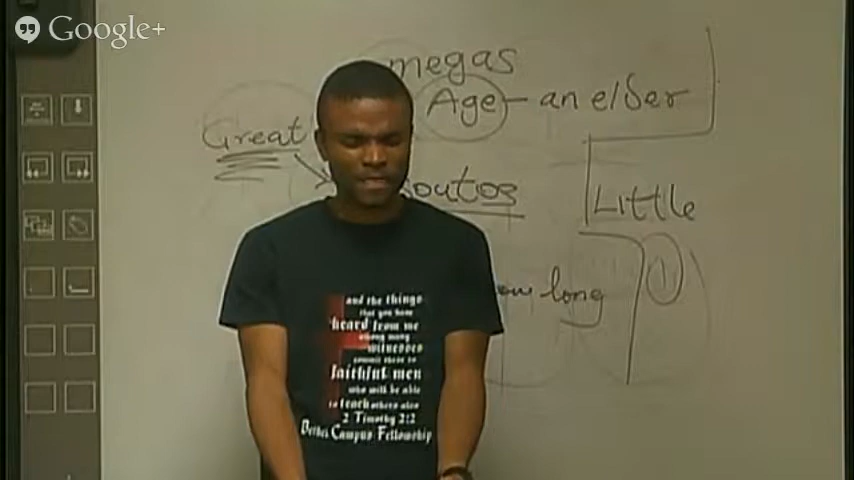 Google+
megas
Age - an elder
Great
outos
Little
long
1
and the things
that you have
heard from me
among many
witnesses
commit these to
faithful men
who will be able
to teach others also
2 Timothy 2:2
Bethel Campus Fellowship